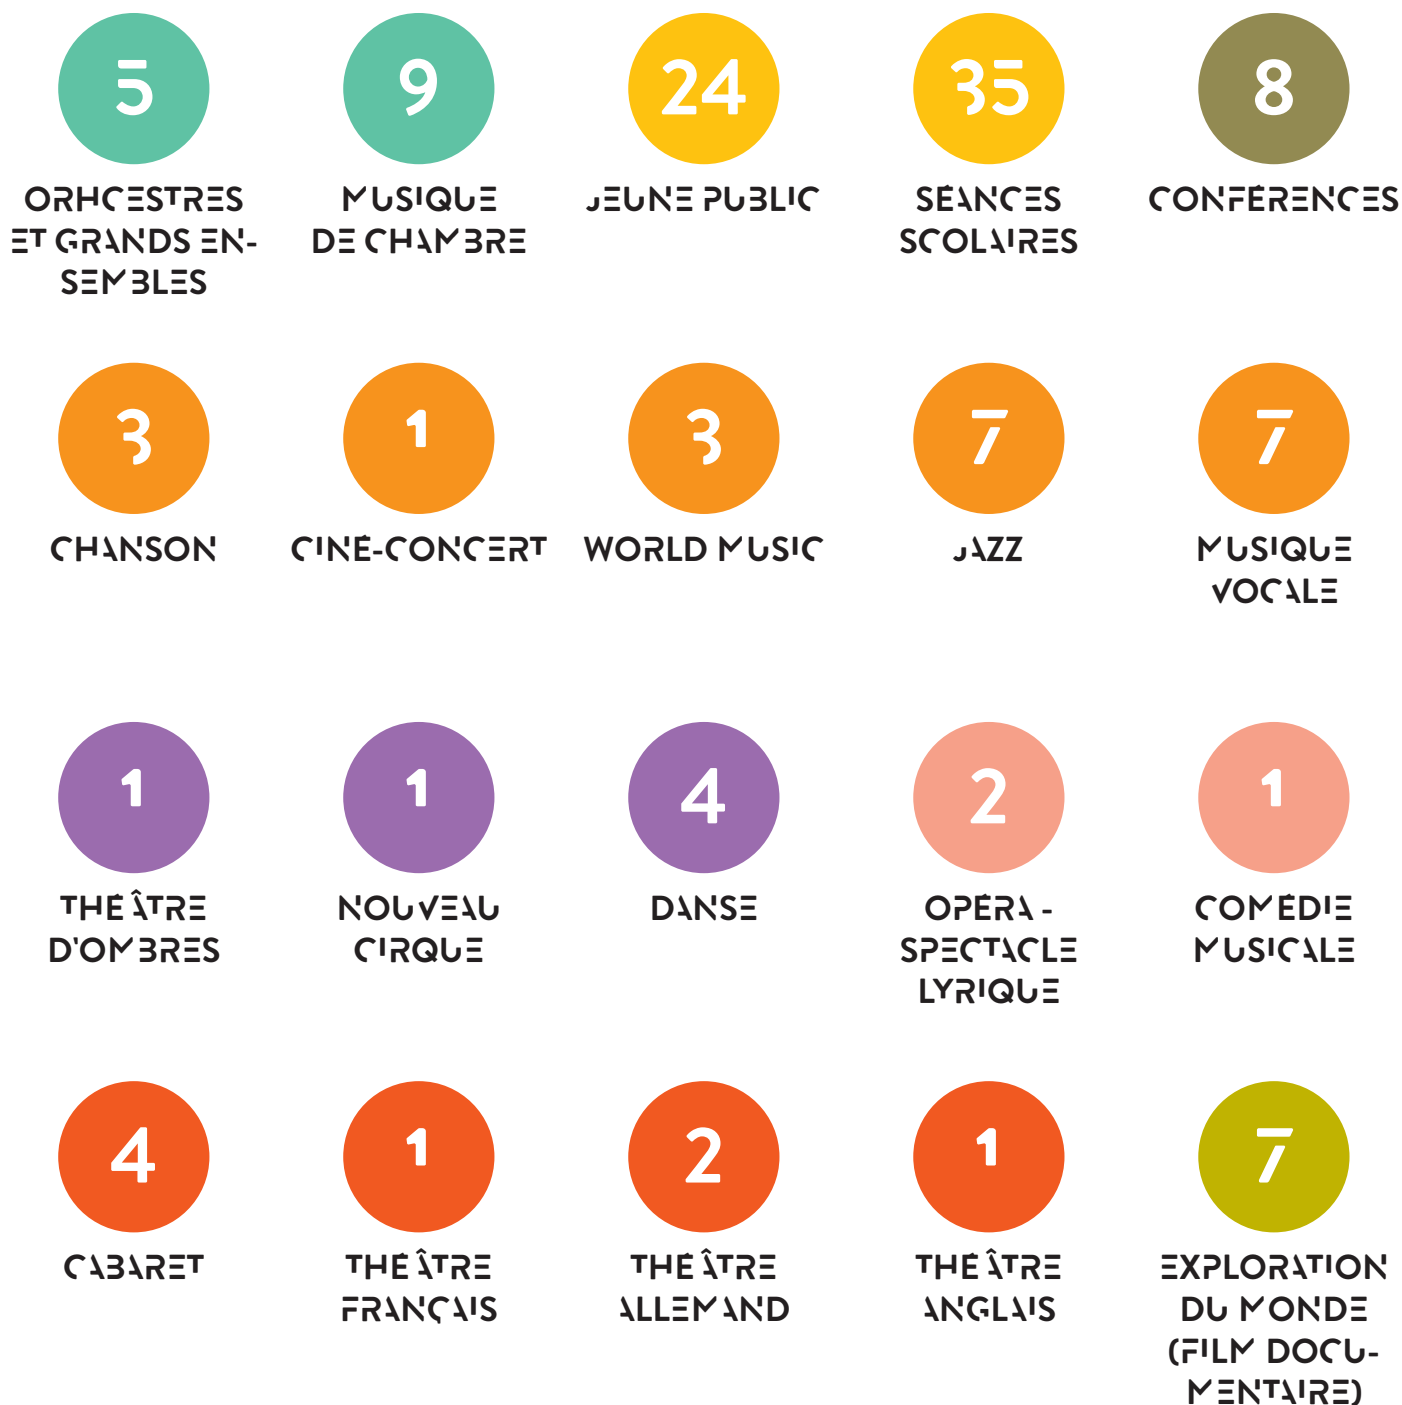 5
ORHCESTRES
ET GRANDS EN-
SEMBLES
9
MUSIQUE
DE CHAMBRE
24
JEUNE PUBLIC
35
SÉANCES
SCOLAIRES
8
CONFÉRENCES
3
CHANSON
1
CINÉ-CONCERT
3
WORLD MUSIC
7
JAZZ
7
MUSIQUE
VOCALE
1
THÉÂTRE
D'OMBRES
1
NOUVEAU
CIRQUE
4
DANSE
2
OPÉRA -
SPECTACLE
LYRIQUE
1
COMÉDIE
MUSICALE
4
CABARET
1
THÉÂTRE
FRANÇAIS
2
THÉÂTRE
ALLEMAND
1
THÉÂTRE
ANGLAIS
7
EXPLORATION
DU MONDE
(FILM DOCU-
MENTAIRE)